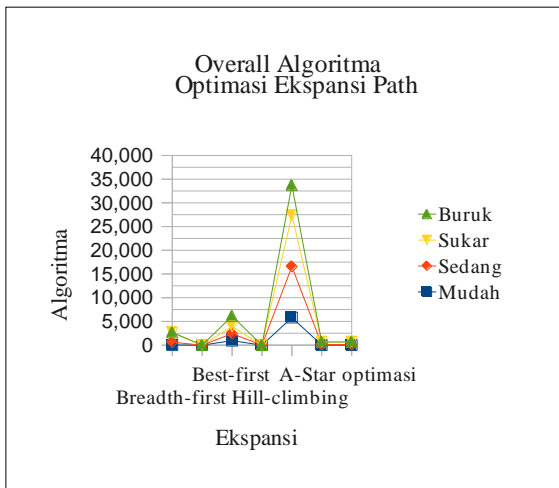 Overall Algoritma
Optimasi Ekspansi Path
40,000
35,000
30,000
25,000
20,000
15,000
10,000
5,000
0
Algoritma
Buruk
Sukar
Sedang
Mudah
Best-first A-Star optimasi
Breadth-first Hill-climbing
Ekspansi